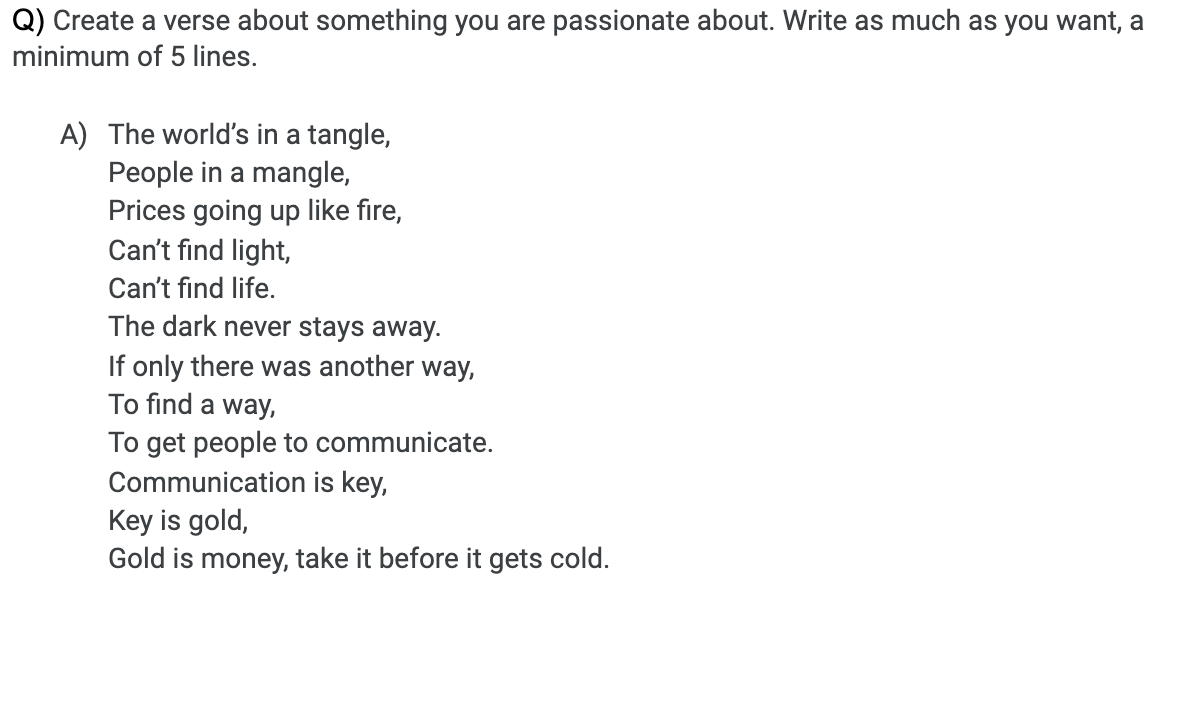 Q) Create a verse about something you are passionate about. Write as much as you want, a
minimum of 5 lines.
A) The world's in a tangle,
People in a mangle,
Prices going up like fire,
Can't find light,
Can't find life.
The dark never stays away.
If only there was another way,
To find a way,
To get people to communicate.
Communication is key,
Key is gold,
Gold is money, take it before it gets cold.